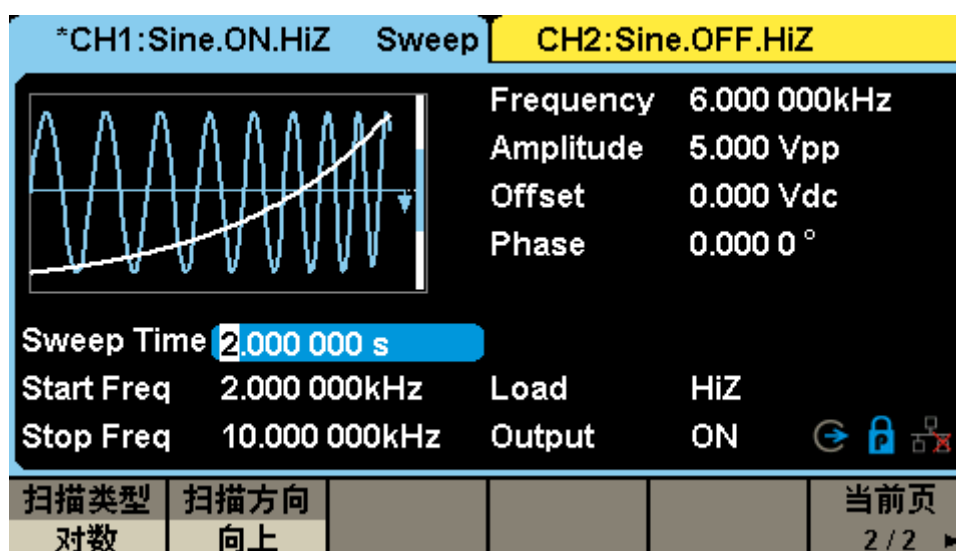 *CH1:Sine.ON.HiZ Sweep CH2:Sine.OFF.HiZ
Frequency 6.000 000kHz
Amplitude 5.000 Vpp
Offset 0.000 Vdc
Phase 0.000 0 °
Sweep Time 2.000 000 s
Start Freq 2.000 000kHz Load HiZ
Stop Freq 10.000 000kHz Output ON P
扫描类型 扫描方向 当前页
对数 向上 2/2